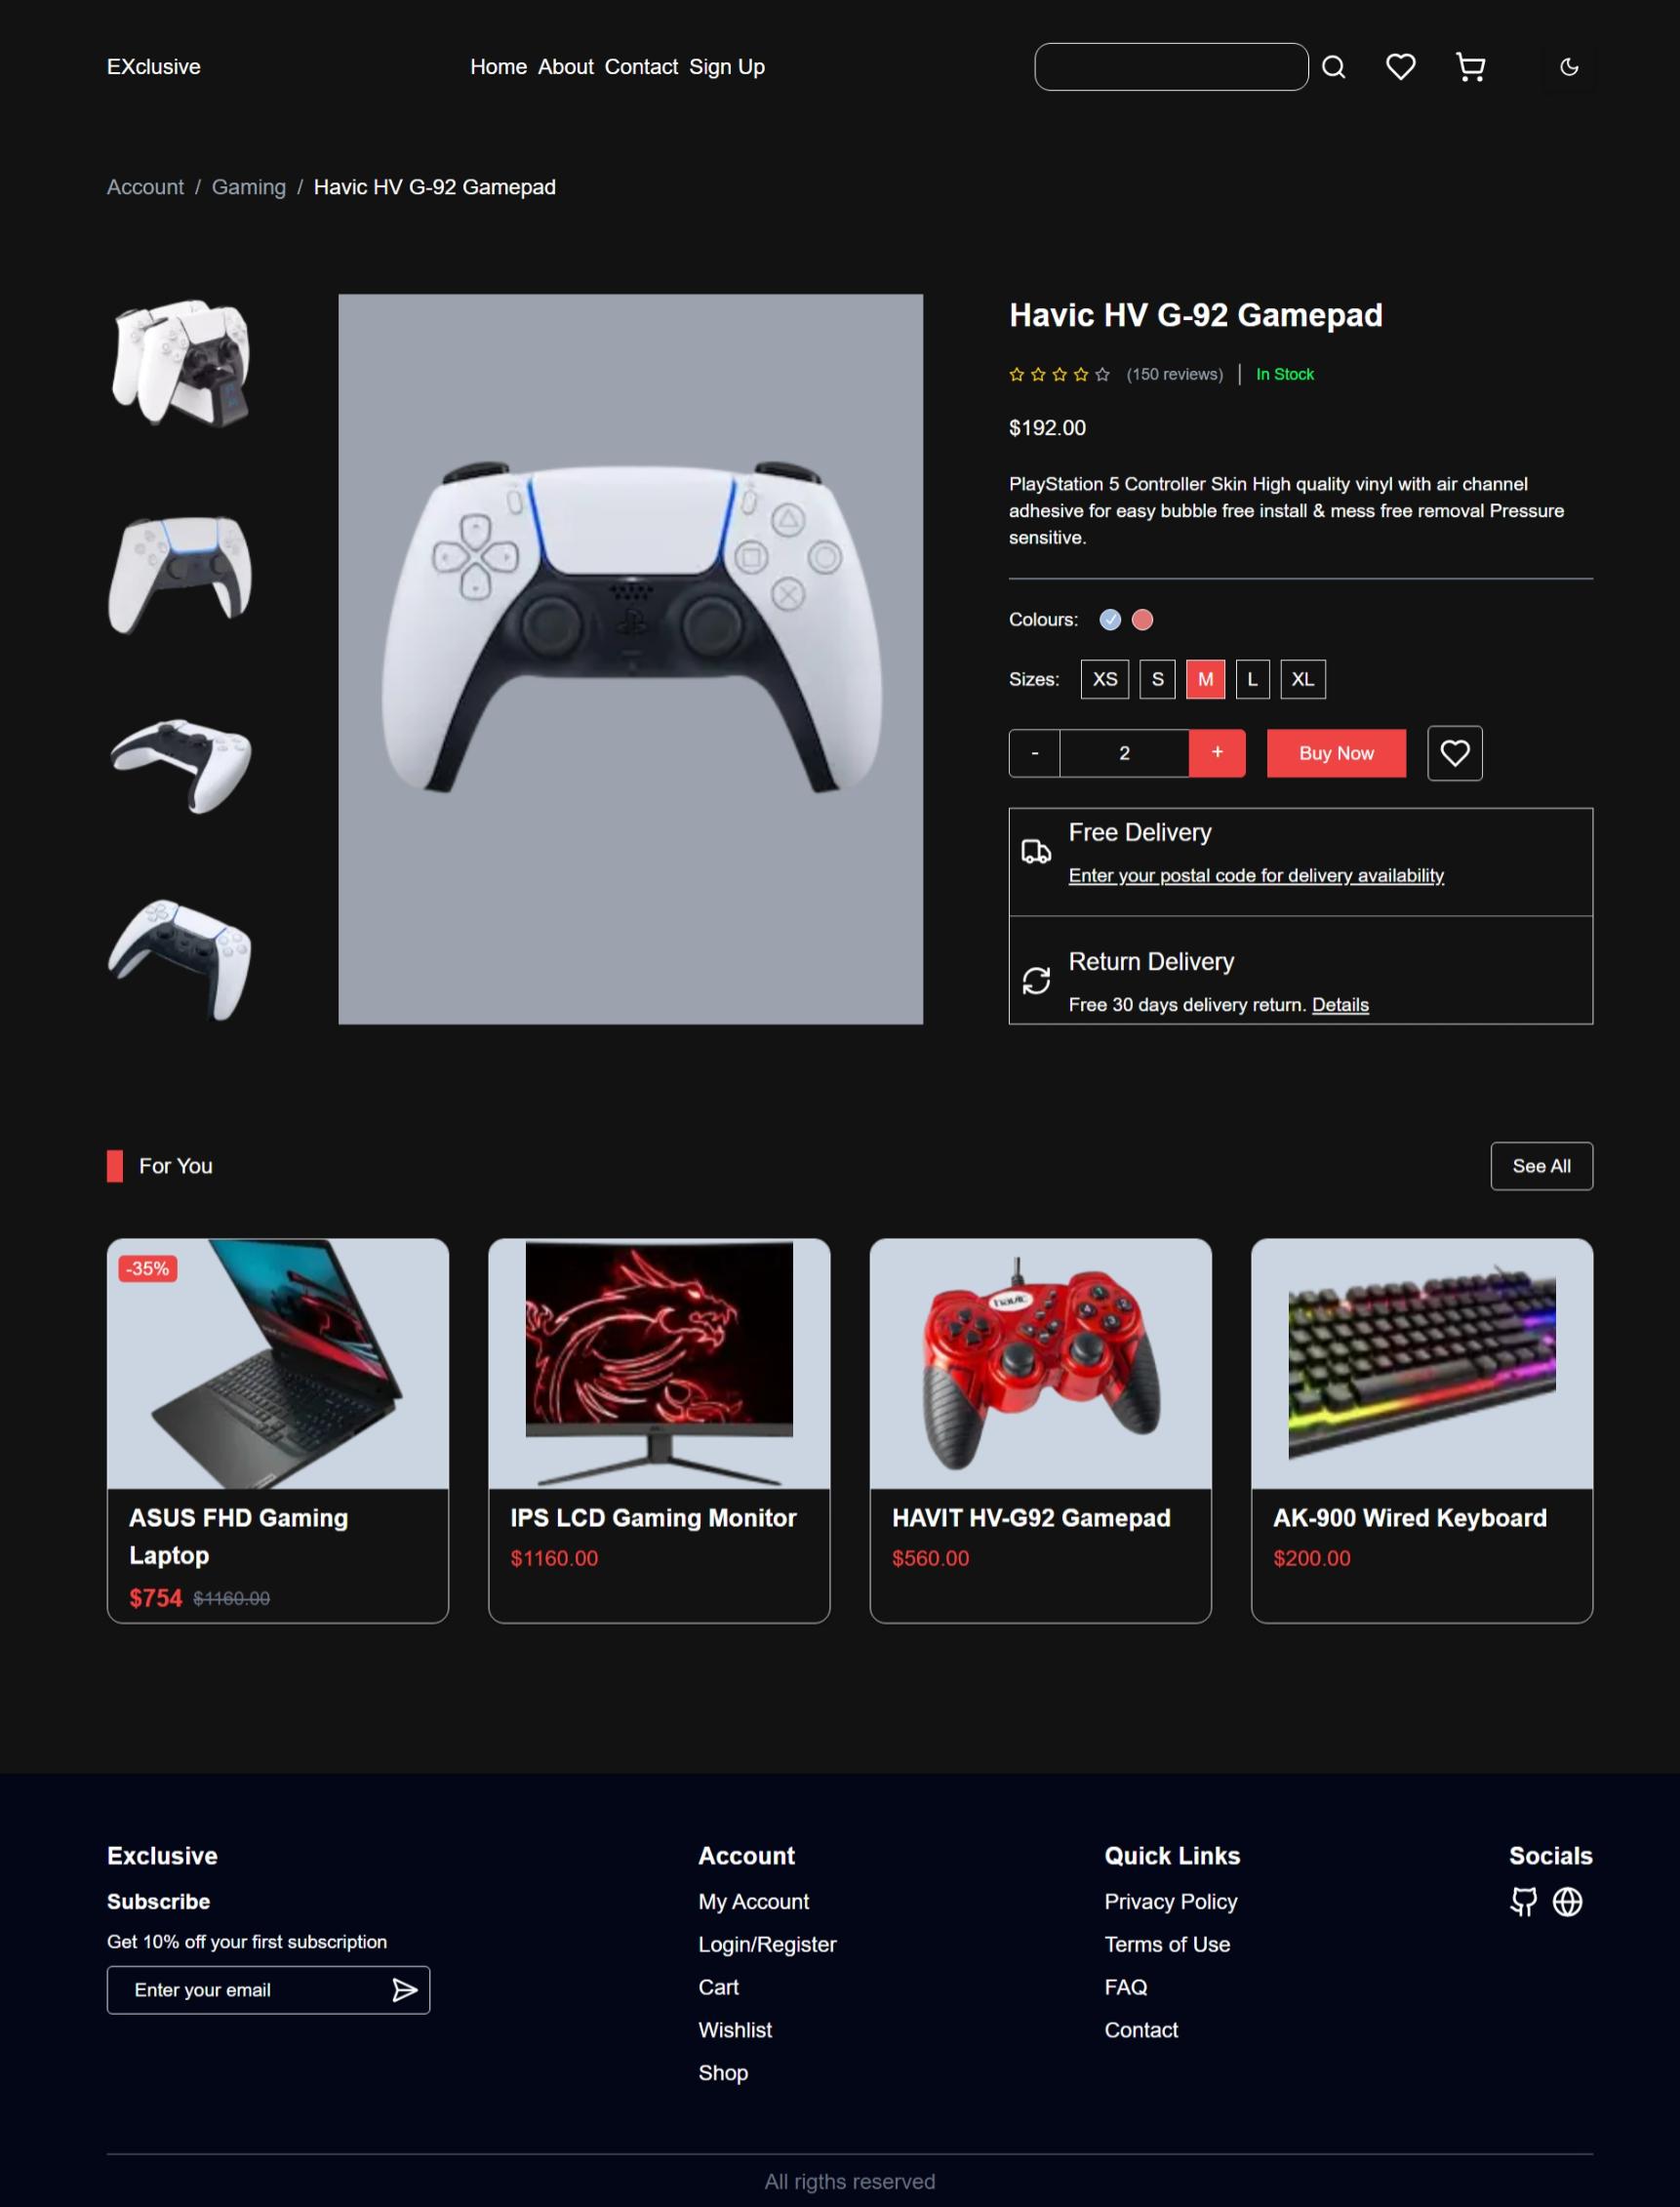 EXclusive
Home About Contact Sign Up
Account / Gaming / Havic HV G-92 Gamepad
Havic HV G-92 Gamepad
(150 reviews) | In Stock
$192.00
PlayStation 5 Controller Skin High quality vinyl with air channel
adhesive for easy bubble free install & mess free removal Pressure
sensitive.
Colours:
Sizes: XS S M L XL
- 2 + Buy Now
Free Delivery
Enter your postal code for delivery availability
Return Delivery
Free 30 days delivery return. Details
For You
See All
-35%
havic
ASUS FHD Gaming
Laptop
$754 $1160.00
IPS LCD Gaming Monitor
$1160.00
HAVIT HV-G92 Gamepad
$560.00
AK-900 Wired Keyboard
$200.00
Exclusive
Subscribe
Get 10% off your first subscription
Enter your email
Account
My Account
Login/Register
Cart
Wishlist
Shop
Quick Links
Privacy Policy
Terms of Use
FAQ
Contact
Socials
All rigths reserved